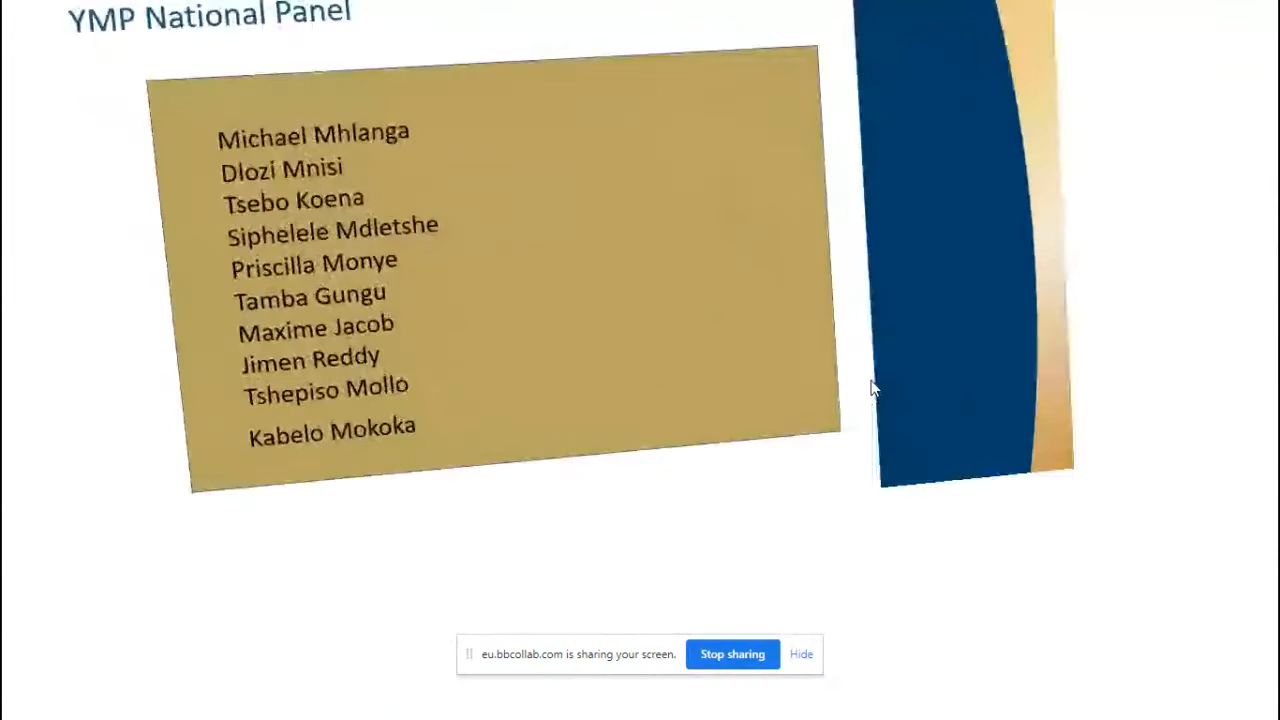 YMP National Panel
Michael Mhlanga
Dlozi Mnisi
Tsebo Koena
Siphelele Mdletshe
Priscilla Monye
Tamba Gungu
Maxime Jacob
Jimen Reddy
Tshepiso Mollo
Kabelo Mokoka
eu.bbcollab.com is sharing your screen. Stop sharing Hide